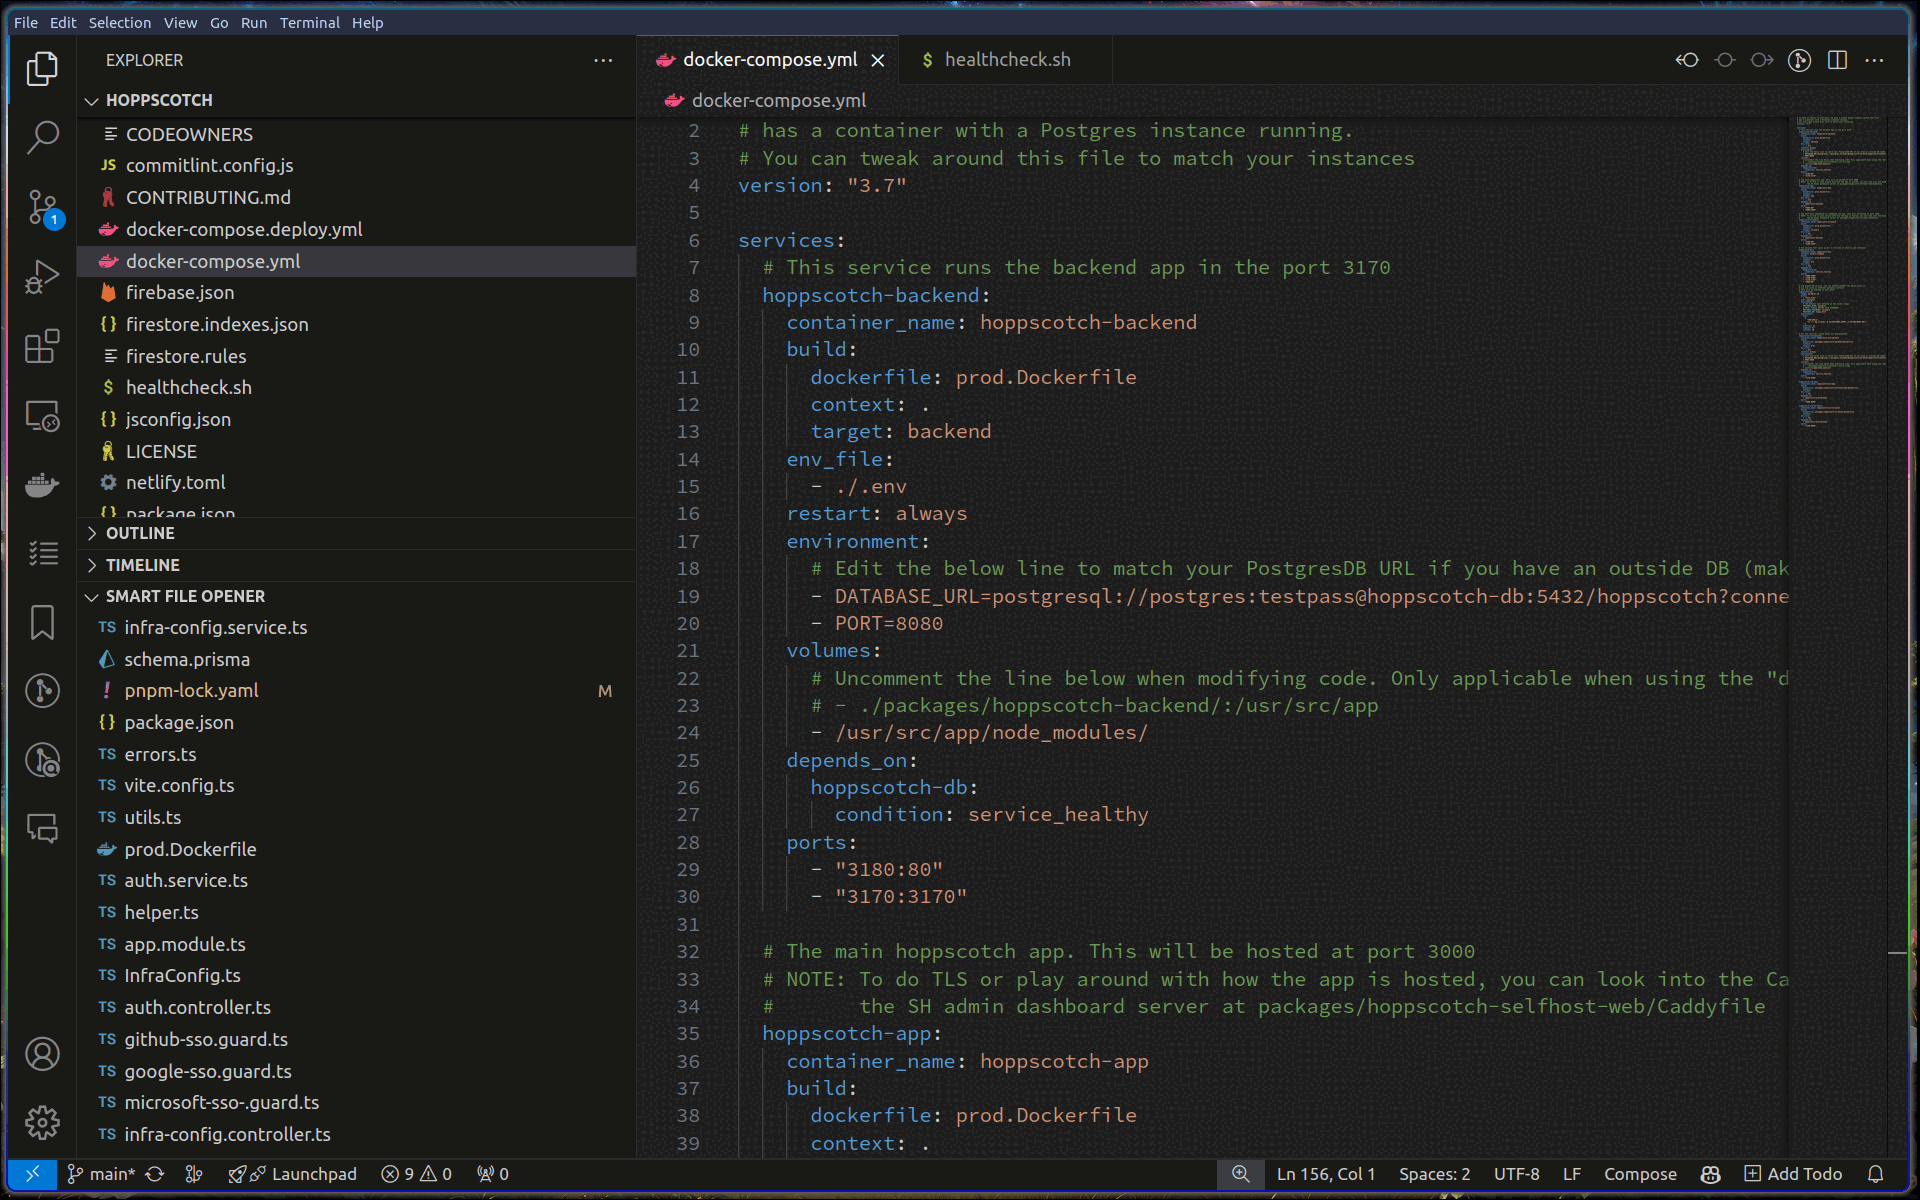 File Edit Selection View Go Run Terminal Help
EXPLORER
HOPPSCOTCH
CODEOWNERS
commitlint.config.js
CONTRIBUTING.md
docker-compose.deploy.yml
docker-compose.yml
firebase.json
firestore.indexes.json
firestore.rules
healthcheck.sh
jsconfig.json
LICENSE
netlify.toml
package.json
OUTLINE
TIMELINE
SMART FILE OPENER
infra-config.service.ts
schema.prisma
pnpm-lock.yaml M
package.json
errors.ts
vite.config.ts
utils.ts
prod.Dockerfile
auth.service.ts
helper.ts
app.module.ts
InfraConfig.ts
auth.controller.ts
github-sso.guard.ts
google-sso.guard.ts
microsoft-sso-.guard.ts
infra-config.controller.ts
1
docker-compose.yml
healthcheck.sh
docker-compose.yml
2 # has a container with a Postgres instance running.
3 # You can tweak around this file to match your instances
4 version: "3.7"
5
6 services:
7 # This service runs the backend app in the port 3170
8 hoppscotch-backend:
9 container_name: hoppscotch-backend
10 build:
11 dockerfile: prod.Dockerfile
12 context: .
13 target: backend
14 env_file:
15 - ./.env
16 restart: always
17 environment:
18 # Edit the below line to match your PostgresDB URL if you have an outside DB (mak
19 - DATABASE_URL=postgresql://postgres:testpass@hoppscotch-db:5432/hoppscotch?conne
20 - PORT=8080
21 volumes:
22 # Uncomment the line below when modifying code. Only applicable when using the "d
23 # - ./packages/hoppscotch-backend/:/usr/src/app
24 - /usr/src/app/node_modules/
25 depends_on:
26 hoppscotch-db:
27 condition: service_healthy
28 ports:
29 - "3180:80"
30 - "3170:3170"
31
32 # The main hoppscotch app. This will be hosted at port 3000
33 # NOTE: To do TLS or play around with how the app is hosted, you can look into the Ca
34 # the SH admin dashboard server at packages/hoppscotch-selfhost-web/Caddyfile
35 hoppscotch-app:
36 container_name: hoppscotch-app
37 build:
38 dockerfile: prod.Dockerfile
39 context: .
main* Launchpad 9 0 0 Ln 156, Col 1 Spaces: 2 UTF-8 LF Compose Add Todo